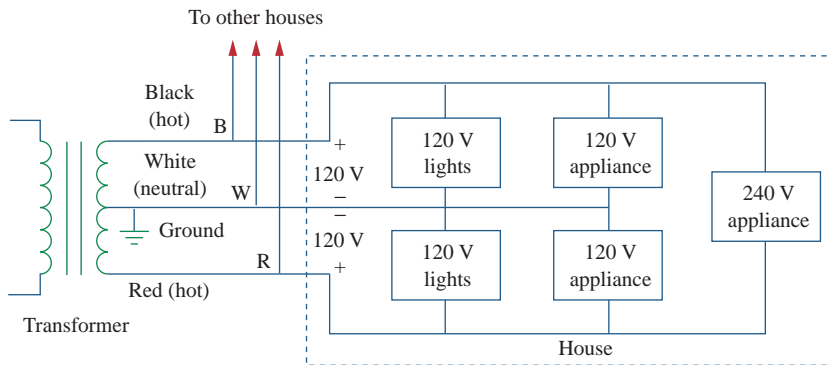 To other houses
Black
(hot)
B
White
(neutral)
W
Ground
R
Red (hot)
Transformer
+
120 V
−
−
120 V
+
120 V
lights
120 V
appliance
240 V
appliance
120 V
lights
120 V
appliance
House